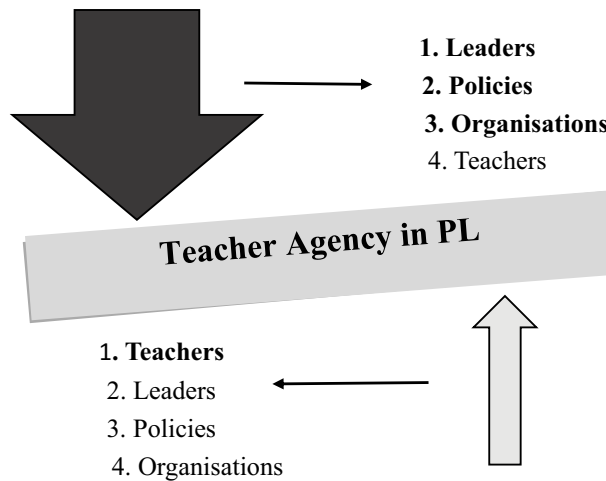 1. Leaders
2. Policies
3. Organisations
4. Teachers
Teacher Agency in PL
1. Teachers
2. Leaders
3. Policies
4. Organisations